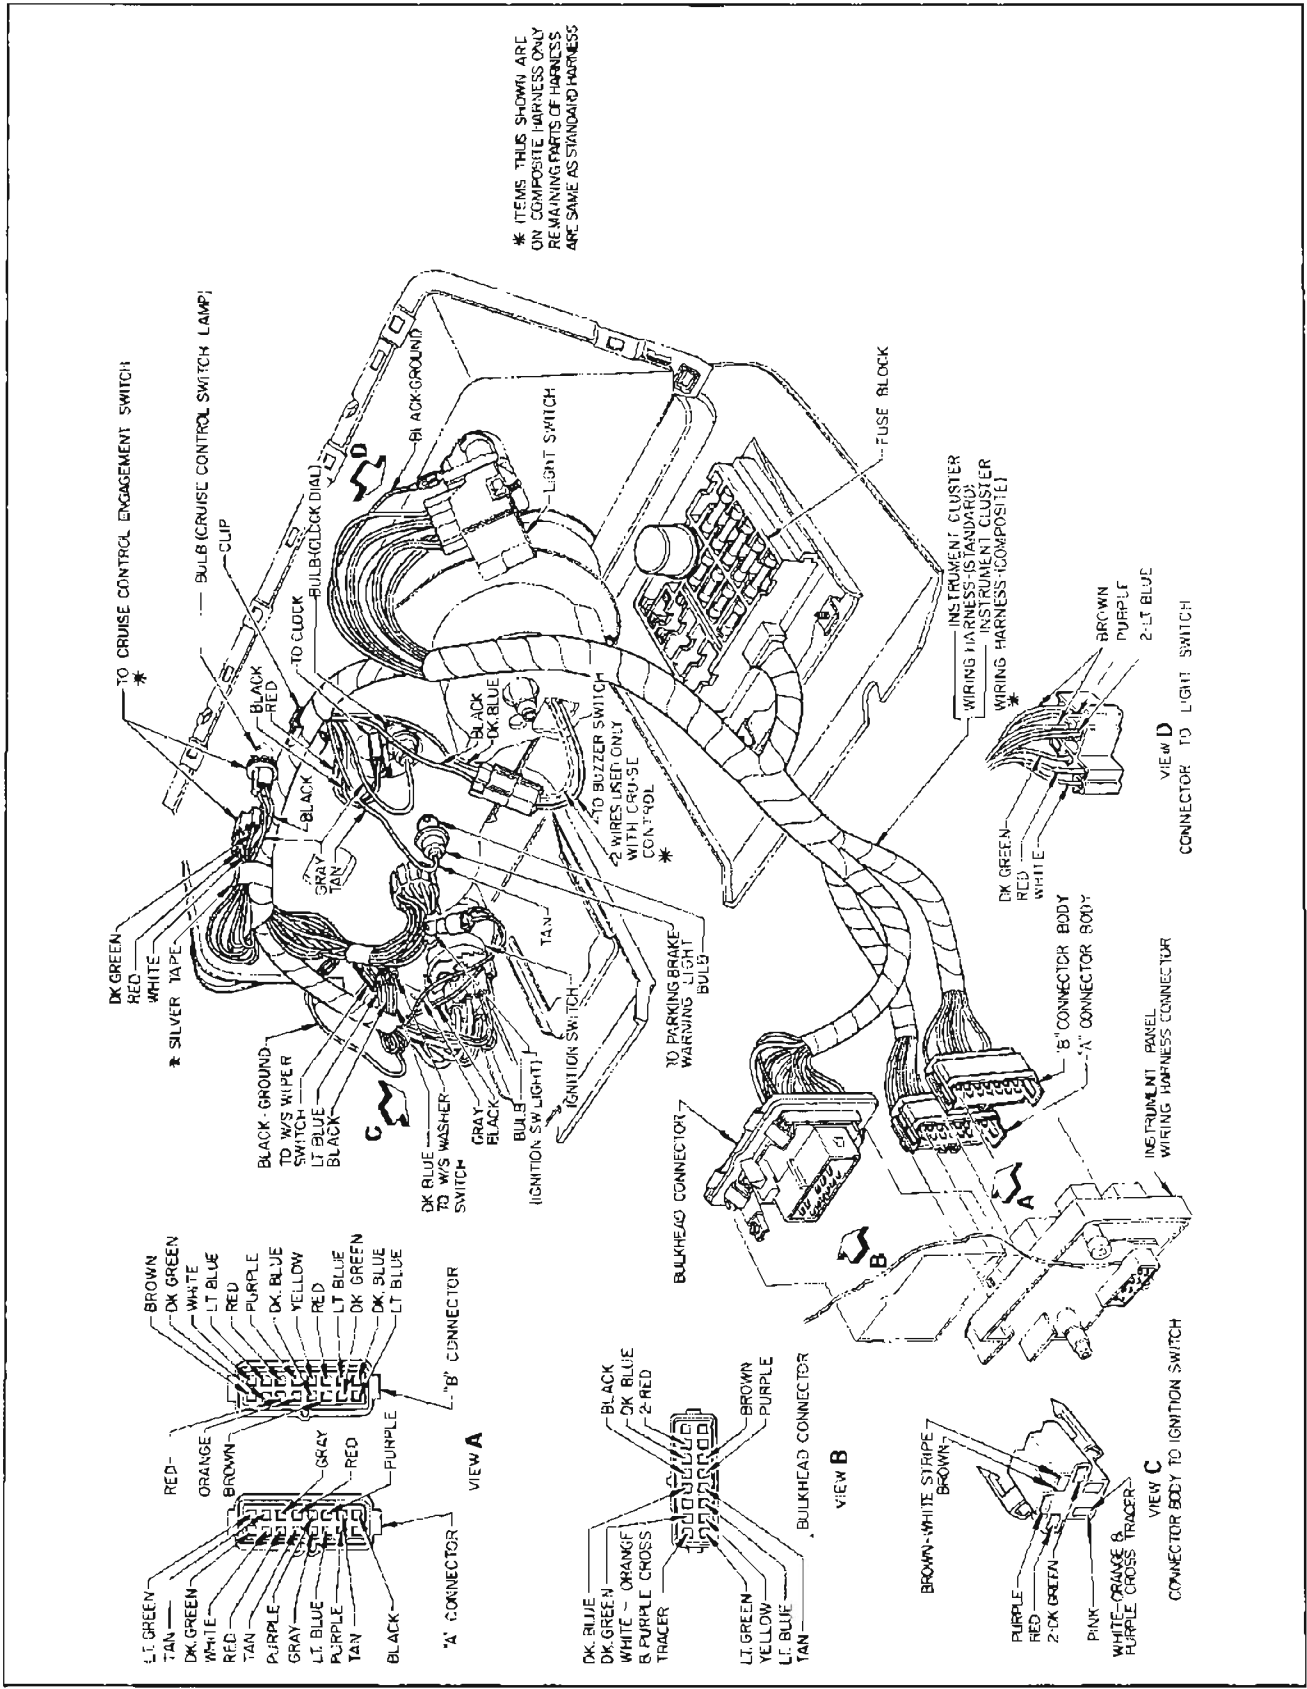 * ITEMS THUS SHOWN ARE
ON COMPOSITE HARNESS ONLY
REMAINING PARTS OF HARNESS
ARE SAME AS STANDARD HARNESS
TO CRUISE CONTROL ENGAGEMENT SWITCH
*
BULB (CRUISE CONTROL SWITCH LAMP)
CLIP
BLACK
RED
TO CLOCK
BULB (CLOCK DIAL)
D
BLACK-GROUND
LIGHT SWITCH
FUSE BLOCK
INSTRUMENT CLUSTER
WIRING HARNESS-(STANDARD)
INSTRUMENT CLUSTER
WIRING HARNESS-(COMPOSITE)
*
BLACK
DK. BLUE
TO BUZZER SWITCH
2 WIRES USED ONLY
WITH CRUISE
CONTROL
*
BLACK
GRAY
TAN
DK GREEN
RED
WHITE
* SILVER TAPE
BLACK-GROUND
TO W/S WIPER
SWITCH
LT BLUE
BLACK
C
DK BLUE
TO W/S WASHER
SWITCH
GRAY
BLACK
BULB
(IGNITION SW LIGHT)
IGNITION SWITCH
TAN
TO PARKING BRAKE
WARNING LIGHT
BULB
BROWN
PURPLE
2-LT BLUE
DK GREEN
RED
WHITE
VIEW D
CONNECTOR TO LIGHT SWITCH
"B" CONNECTOR BODY
"A" CONNECTOR BODY
INSTRUMENT PANEL
WIRING HARNESS CONNECTOR
BULKHEAD CONNECTOR
A
B
BROWN
DK GREEN
WHITE
LT BLUE
RED
PURPLE
DK. BLUE
YELLOW
RED
LT BLUE
DK GREEN
DK. BLUE
LT BLUE
"B" CONNECTOR
RED
ORANGE
BROWN
GRAY
RED
PURPLE
VIEW A
LT. GREEN
TAN
DK. GREEN
WHITE
RED
TAN
PURPLE
GRAY
LT. BLUE
PURPLE
TAN
BLACK
"A" CONNECTOR
BLACK
DK BLUE
2-RED
BROWN
PURPLE
BULKHEAD CONNECTOR
VIEW B
DK. BLUE
DK. GREEN
WHITE - ORANGE
& PURPLE CROSS
TRACER
LT. GREEN
YELLOW
LT. BLUE
TAN
BROWN-WHITE STRIPE
BROWN
PURPLE
RED
2-DK GREEN
PINK
WHITE-ORANGE &
PURPLE CROSS TRACER
VIEW C
CONNECTOR BODY TO IGNITION SWITCH